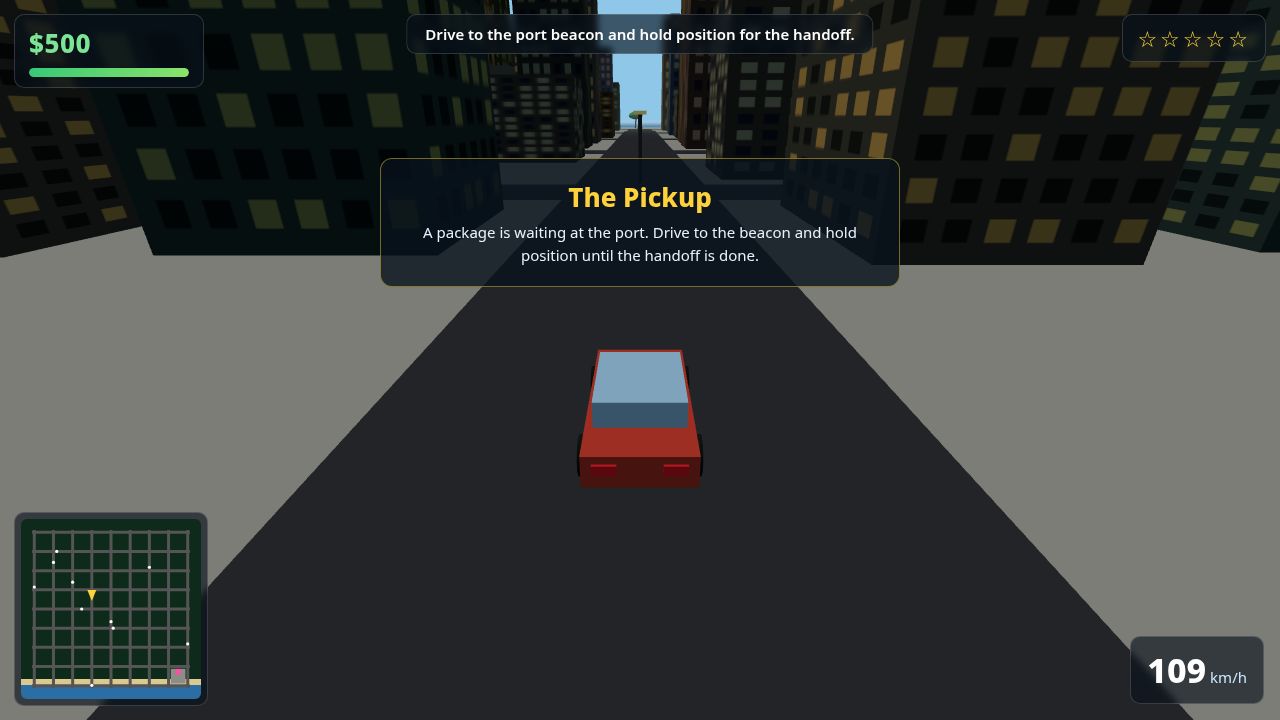 $500
Drive to the port beacon and hold position for the handoff.
☆☆☆☆☆
The Pickup
A package is waiting at the port. Drive to the beacon and hold
position until the handoff is done.
109 km/h